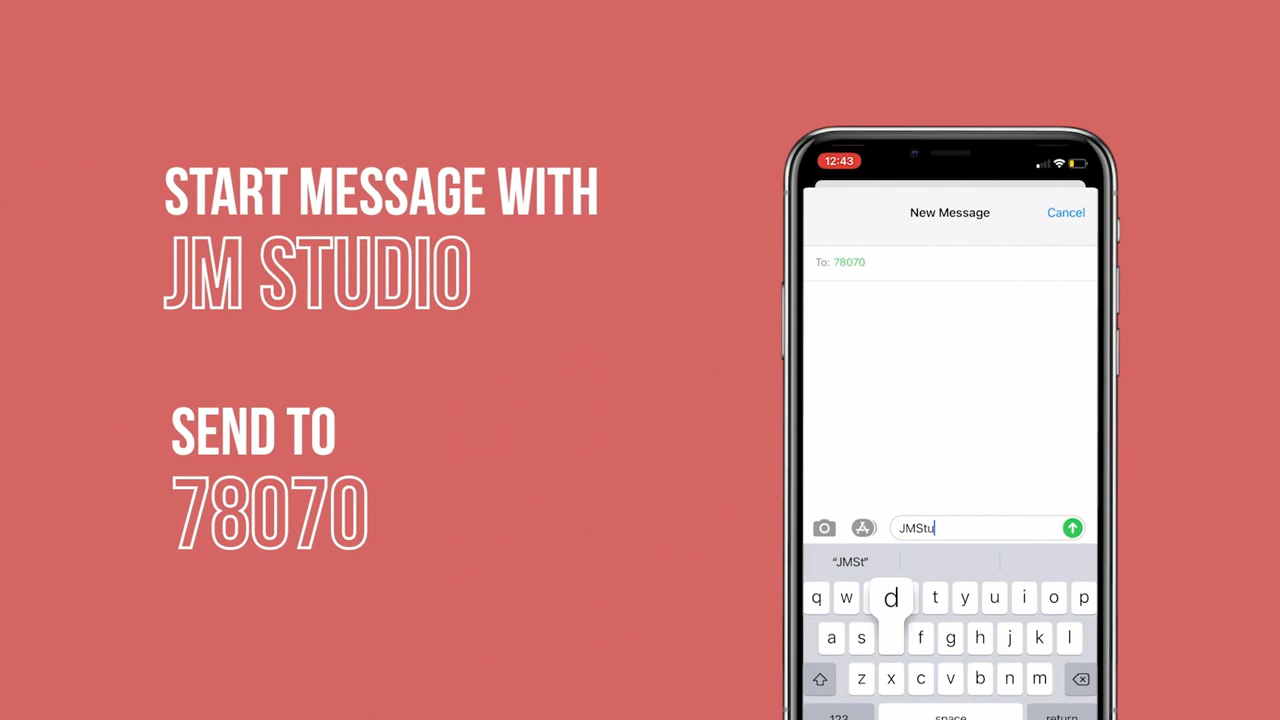 START MESSAGE WITH
JM STUDIO
SEND TO
78070
12:43
New Message
Cancel
To: 78070
JMStu
“JMSt”
q w d t y u i o p
a s f g h j k l
z x c v b n m
123 space return